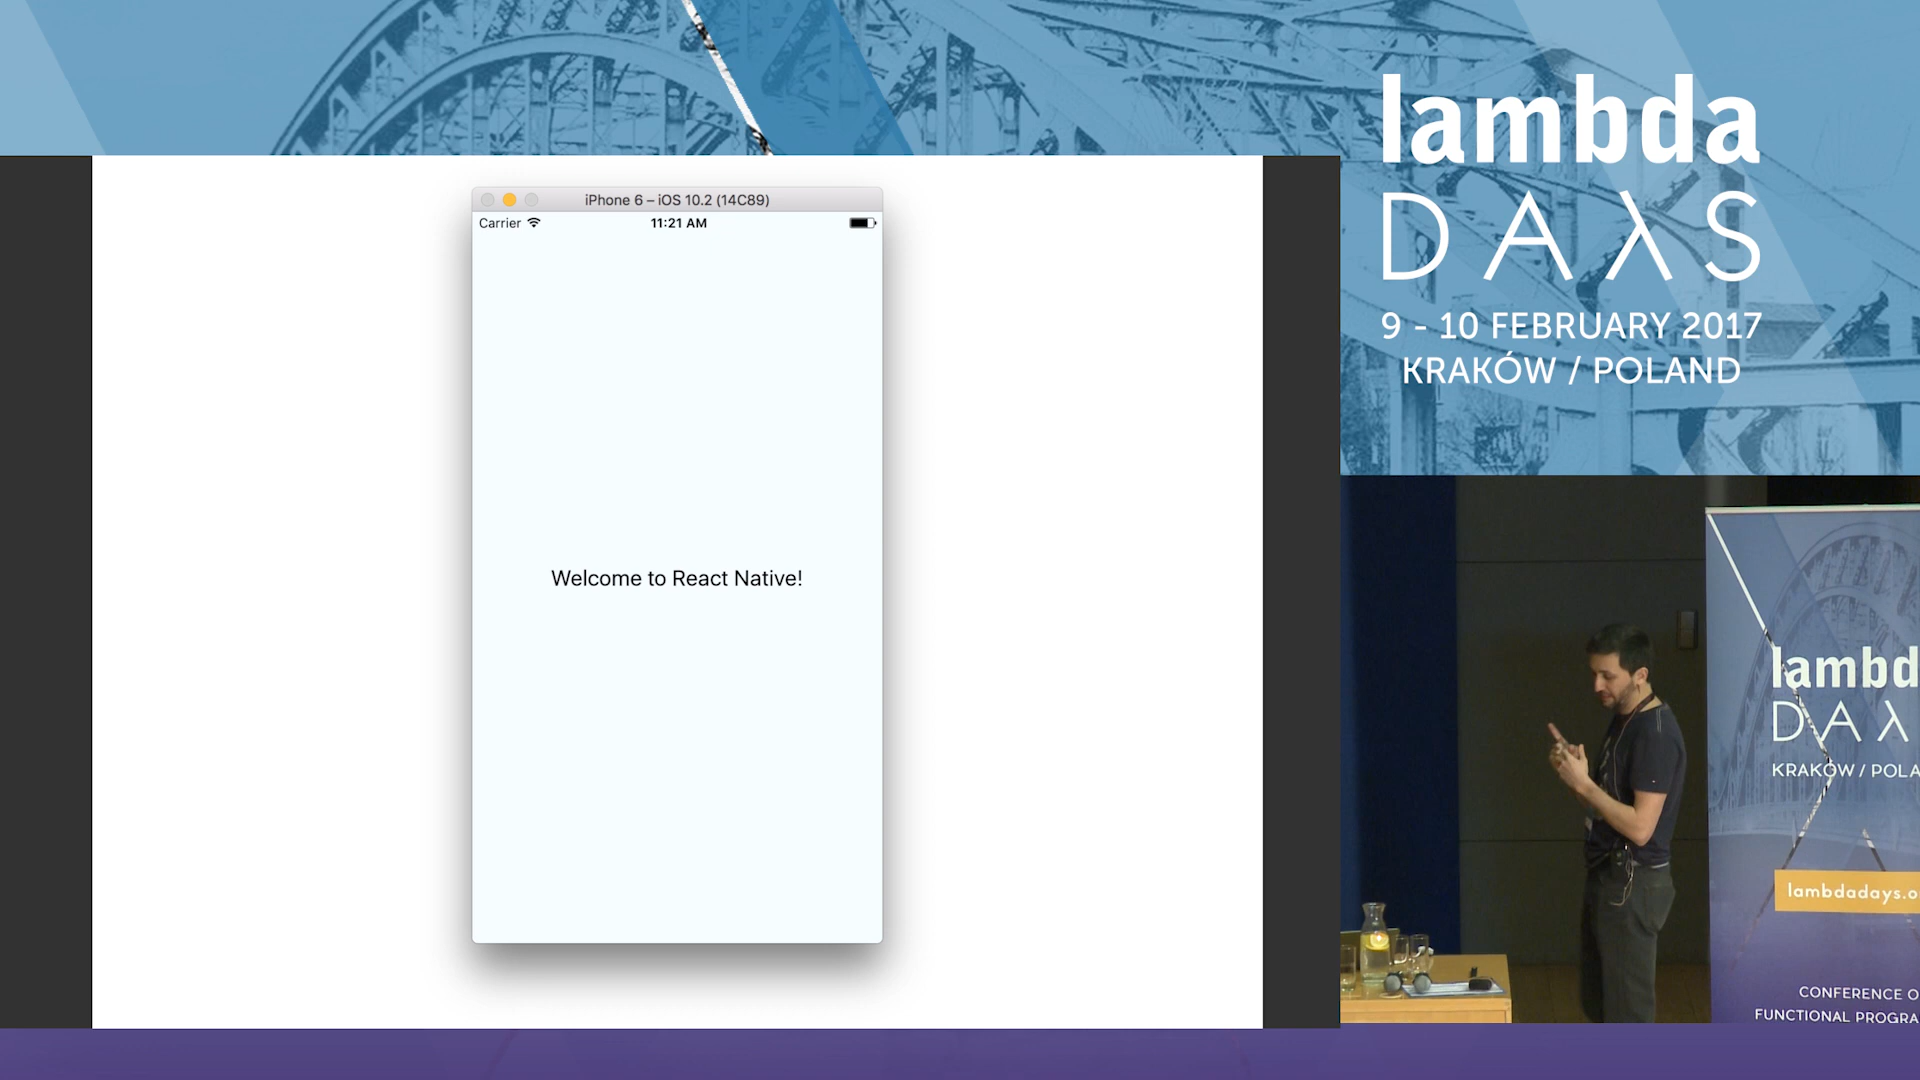 lambda
DAλS
9 - 10 FEBRUARY 2017
KRAKÓW / POLAND
iPhone 6 – iOS 10.2 (14C89)
Carrier
11:21 AM
Welcome to React Native!
lambd
DAλ
KRAKÓW / POLA
lambdadays.o
CONFERENCE O
FUNCTIONAL PROGRA